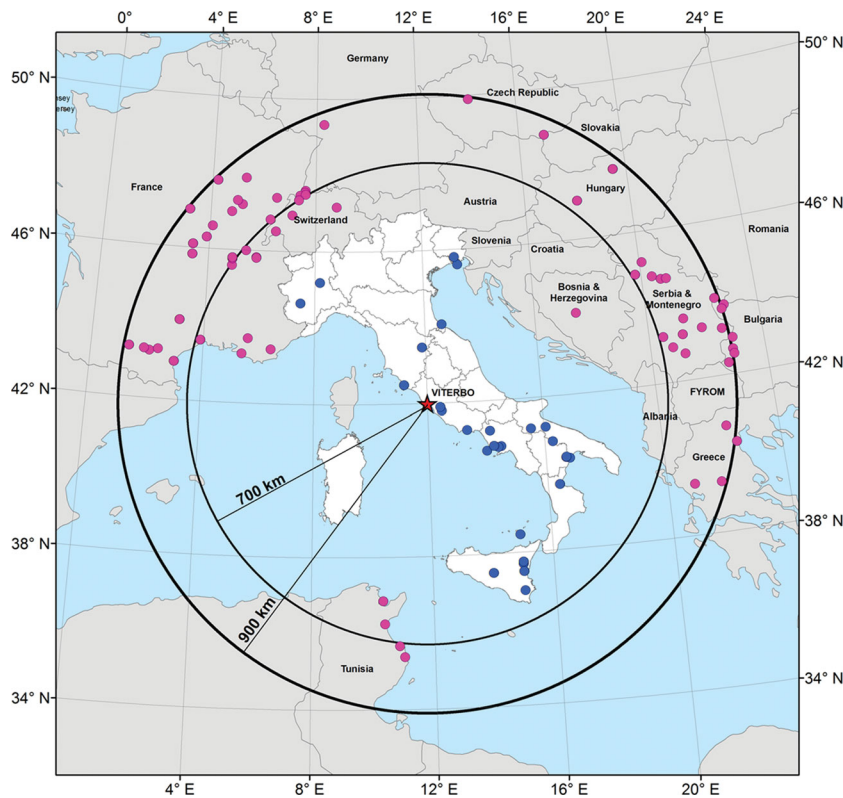 0°
4° E
8° E
12° E
16° E
20° E
24° E
50° N
50° N
Germany
Czech Republic
Slovakia
France
Hungary
Austria
Switzerland
46° N
46° N
Romania
Slovenia
Croatia
Bosnia &
Herzegovina
Serbia &
Montenegro
Bulgaria
42° N
42° N
VITERBO
FYROM
Albania
Greece
700 km
38° N
38° N
900 km
Tunisia
34° N
34° N
4° E
8° E
12° E
16° E
20° E